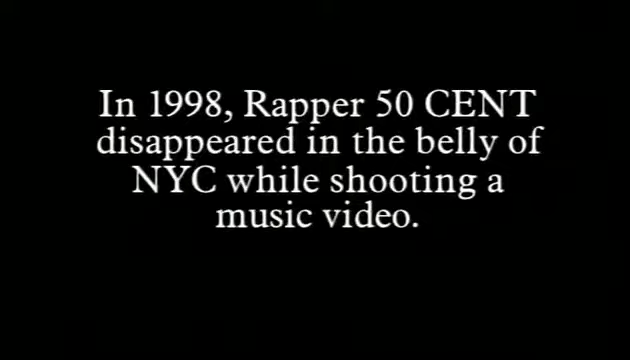 In 1998, Rapper 50 CENT
disappeared in the belly of
NYC while shooting a
music video.